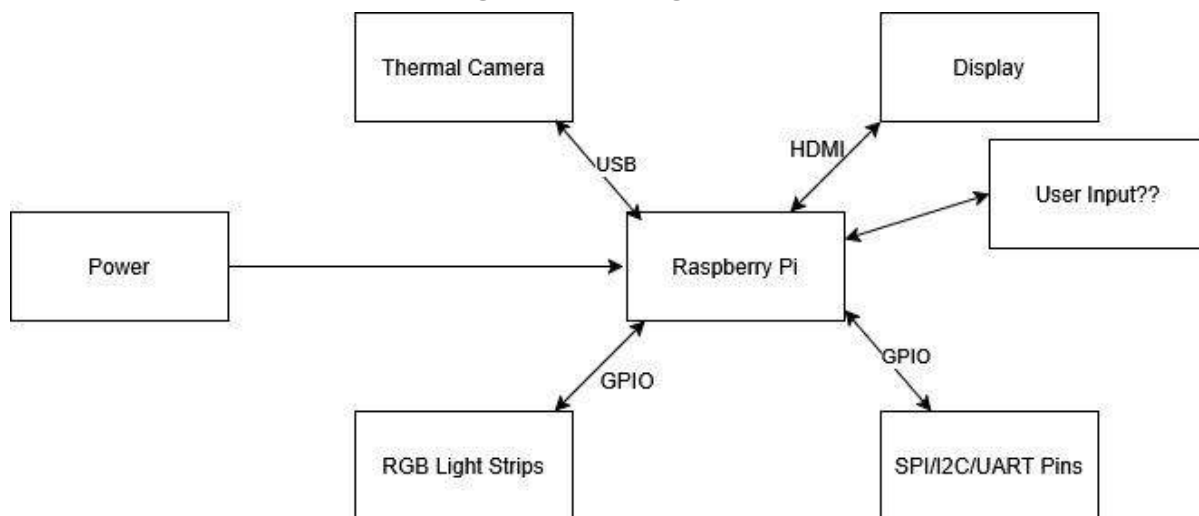 Thermal Camera
Display
HDMI
USB
User Input??
Power
Raspberry Pi
GPIO
GPIO
RGB Light Strips
SPI/I2C/UART Pins